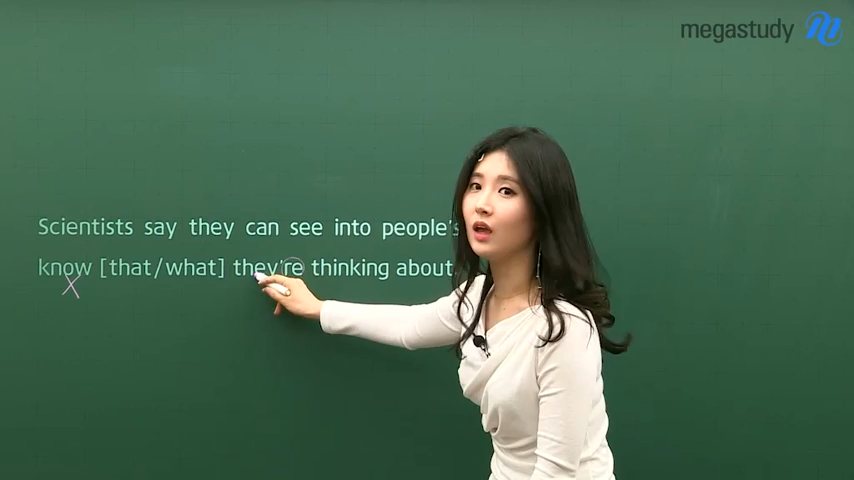 megastudy
Scientists say they can see into people's
know [that/what] they're thinking about